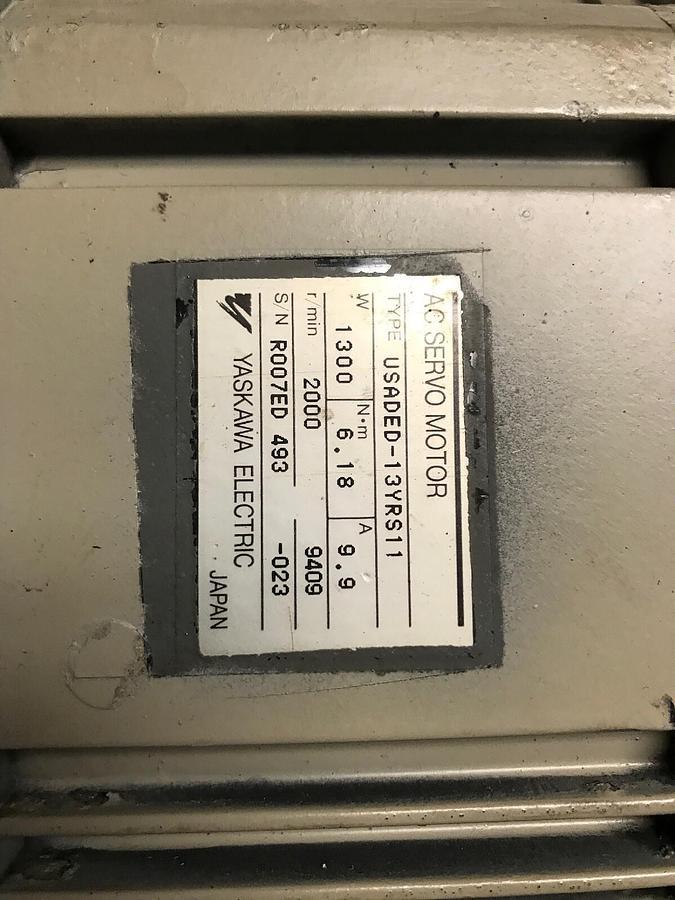 AC SERVO MOTOR
TYPE USADED-13YRS11
W 1300 N·m 6.18 A 9.9
r/min 2000 9409
S/N R007ED 493 -023
YASKAWA ELECTRIC
JAPAN